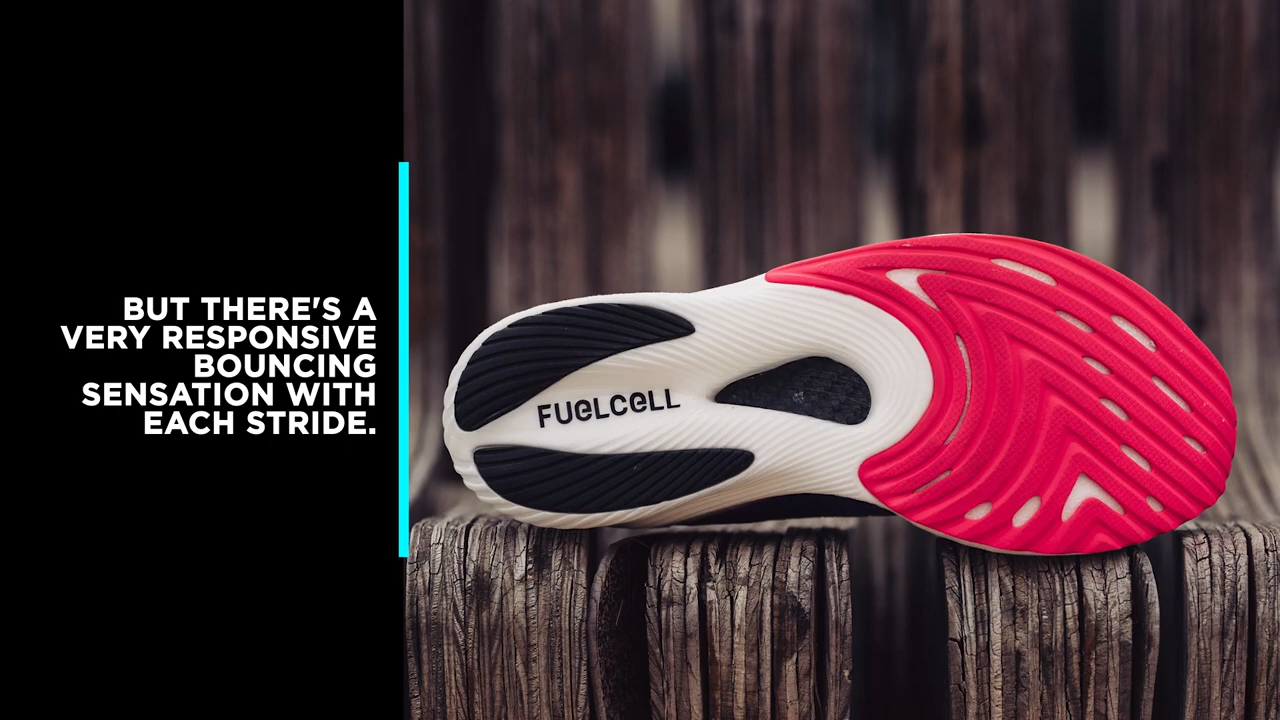 BUT THERE'S A
VERY RESPONSIVE
BOUNCING
SENSATION WITH
EACH STRIDE.
FUELCELL